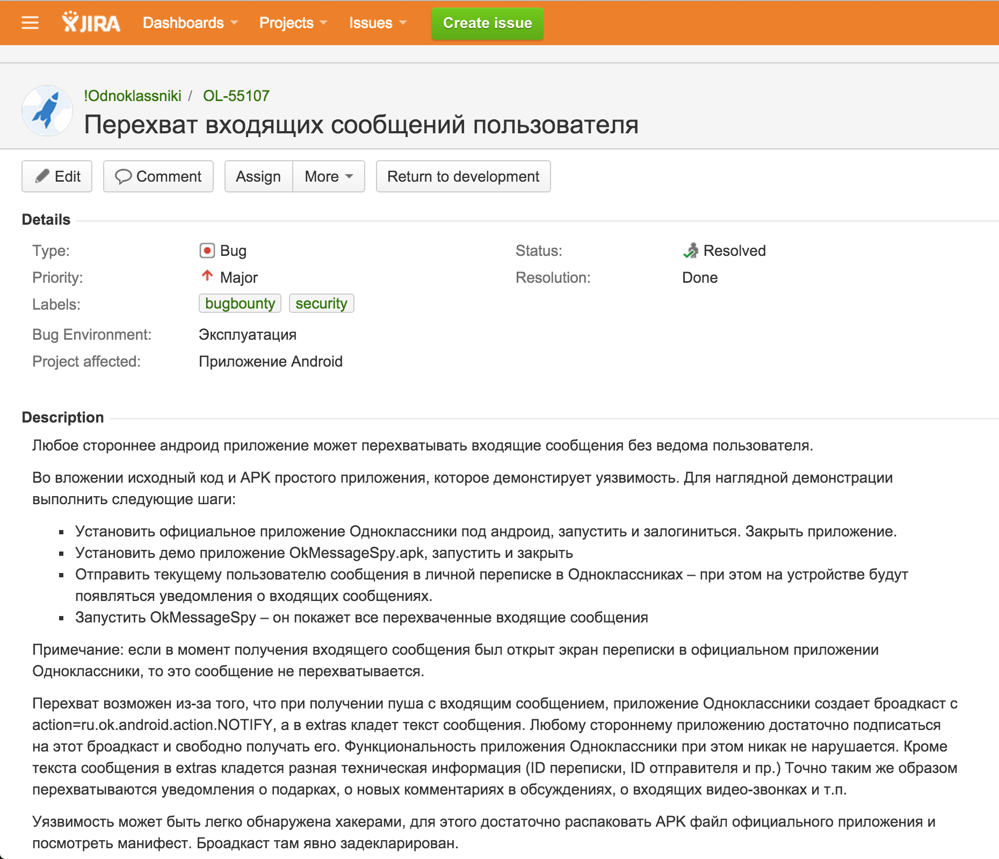 JIRA Dashboards Projects Issues Create issue
!Odnoklassniki / OL-55107
Перехват входящих сообщений пользователя
Edit Comment Assign More Return to development
Details
Type: Bug Status: Resolved
Priority: Major Resolution: Done
Labels: bugbounty security
Bug Environment: Эксплуатация
Project affected: Приложение Android
Description
Любое стороннее андроид приложение может перехватывать входящие сообщения без ведома пользователя.
Во вложении исходный код и APK простого приложения, которое демонстирует уязвимость. Для наглядной демонстрации
выполнить следующие шаги:
▪ Установить официальное приложение Одноклассники под андроид, запустить и залогиниться. Закрыть приложение.
▪ Установить демо приложение OkMessageSpy.apk, запустить и закрыть
▪ Отправить текущему пользователю сообщения в личной переписке в Одноклассниках – при этом на устройстве будут
появляться уведомления о входящих сообщениях.
▪ Запустить OkMessageSpy – он покажет все перехваченные входящие сообщения
Примечание: если в момент получения входящего сообщения был открыт экран переписки в официальном приложении
Одноклассники, то это сообщение не перехватывается.
Перехват возможен из-за того, что при получении пуша с входящим сообщением, приложение Одноклассники создает броадкаст с
action=ru.ok.android.action.NOTIFY, а в extras кладет текст сообщения. Любому стороннему приложению достаточно подписаться
на этот броадкаст и свободно получать его. Функциональность приложения Одноклассники при этом никак не нарушается. Кроме
текста сообщения в extras кладется разная техническая информация (ID переписки, ID отправителя и пр.) Точно таким же образом
перехватываются уведомления о подарках, о новых комментариях в обсуждениях, о входящих видео-звонках и т.п.
Уязвимость может быть легко обнаружена хакерами, для этого достаточно распаковать APK файл официального приложения и
посмотреть манифест. Броадкаст там явно задекларирован.